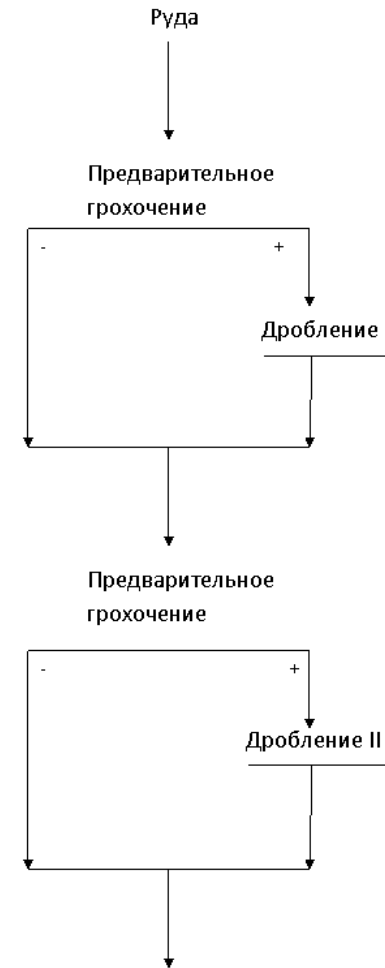 Руда
Предварительное
грохочение
- +
Дробление
Предварительное
грохочение
- +
Дробление II